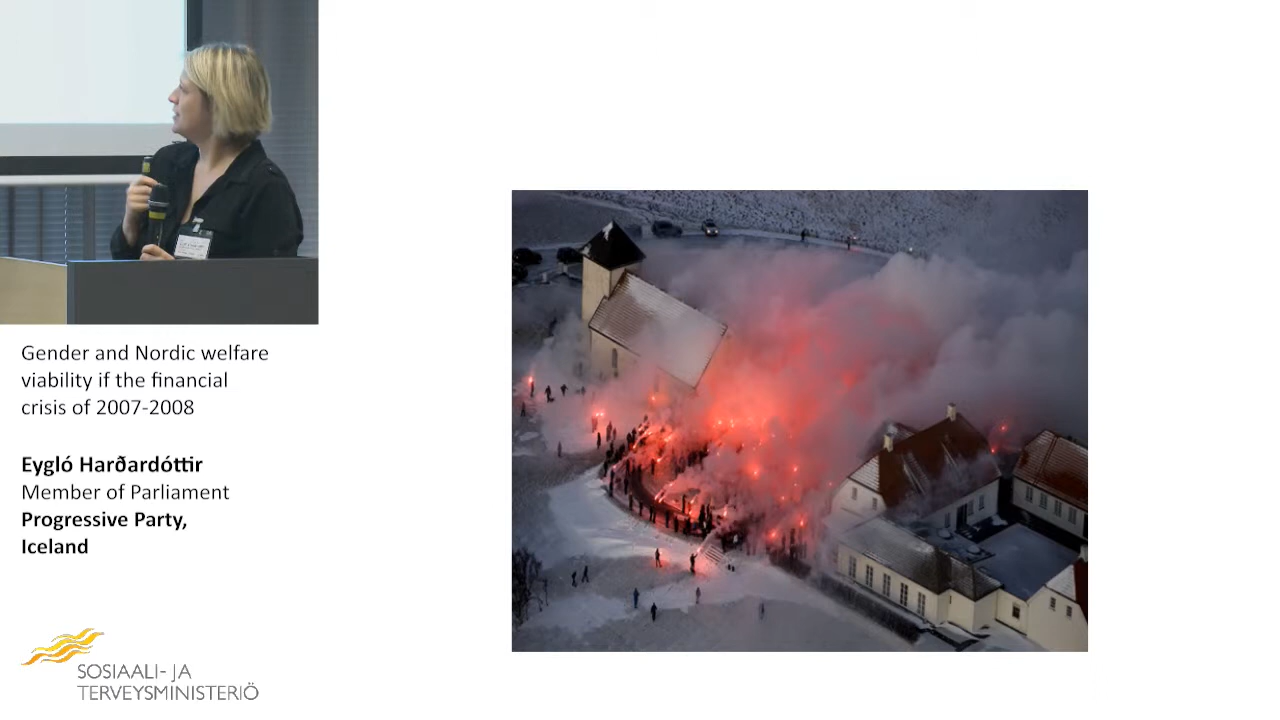 Gender and Nordic welfare
viability if the financial
crisis of 2007-2008
Eygló Harðardóttir
Member of Parliament
Progressive Party,
Iceland
SOSIAALI- JA
TERVEYSMINISTERIÖ